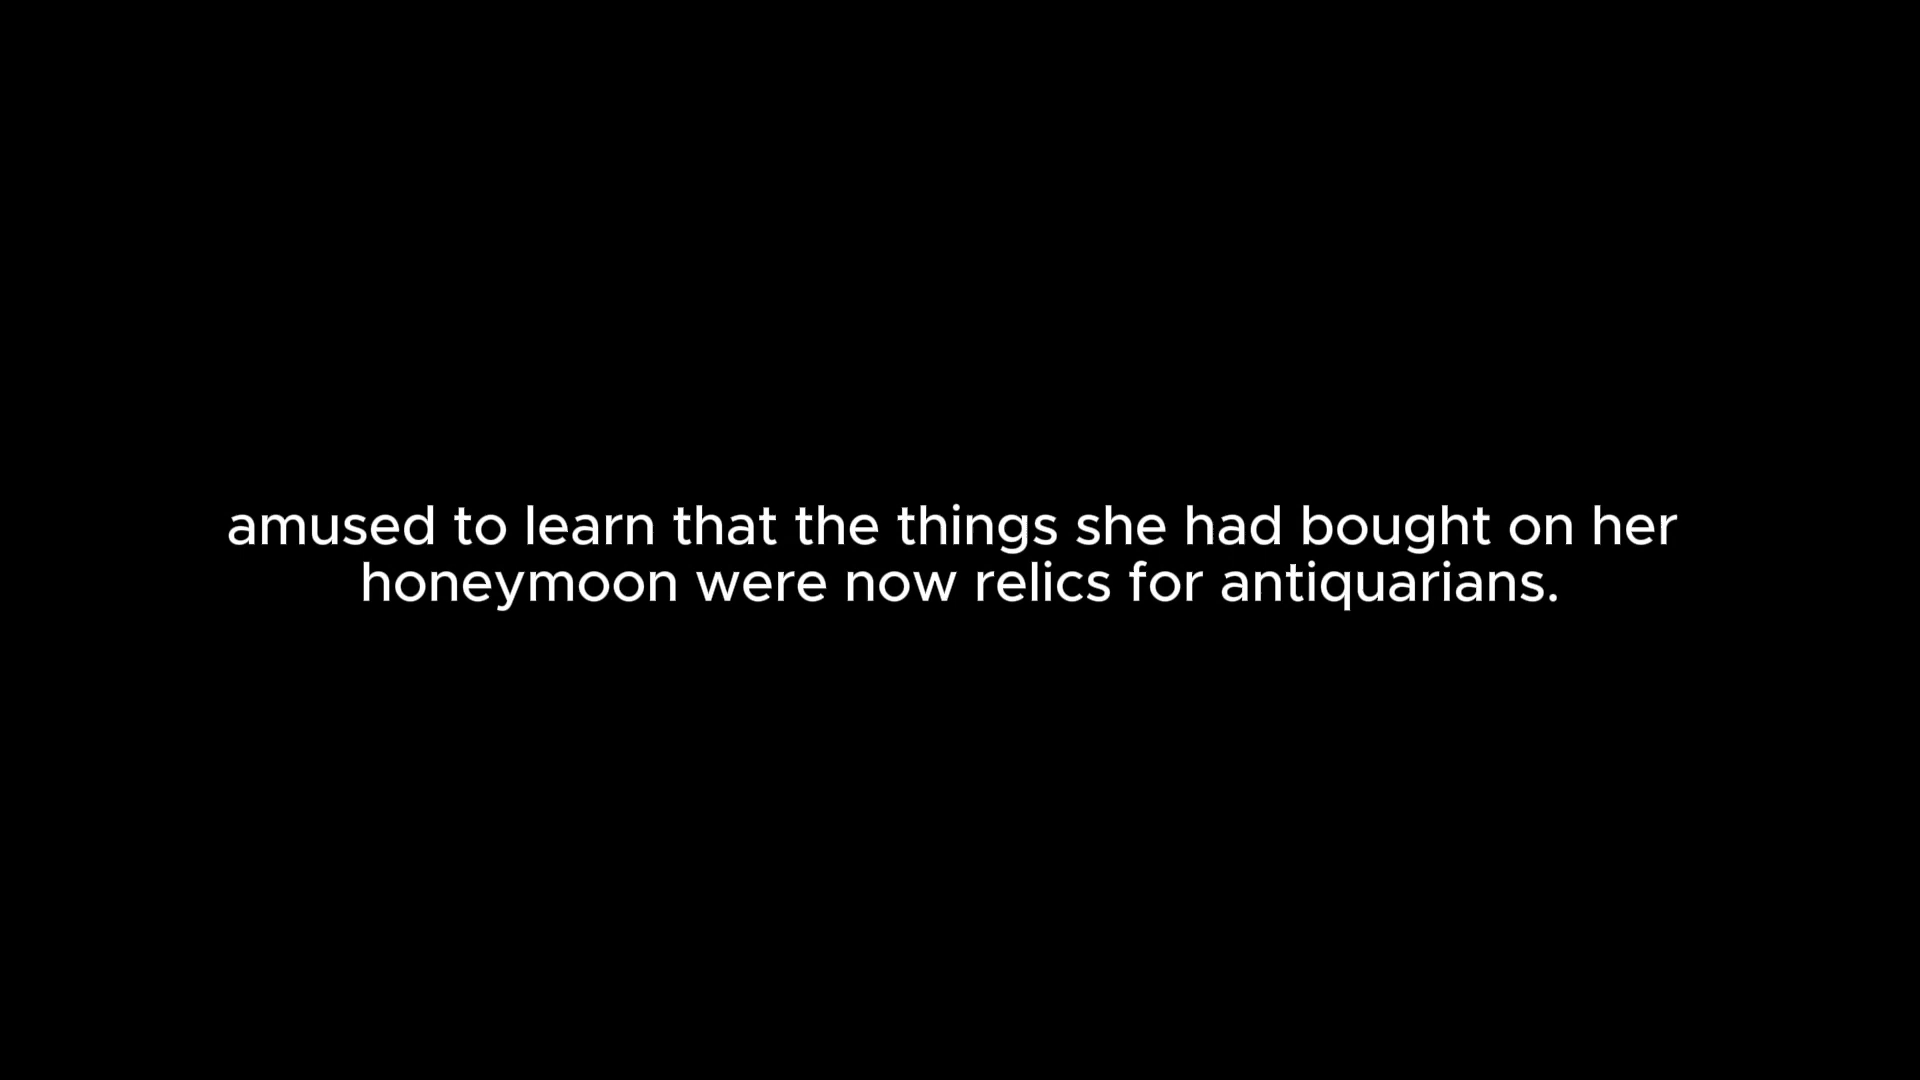 amused to learn that the things she had bought on her
honeymoon were now relics for antiquarians.